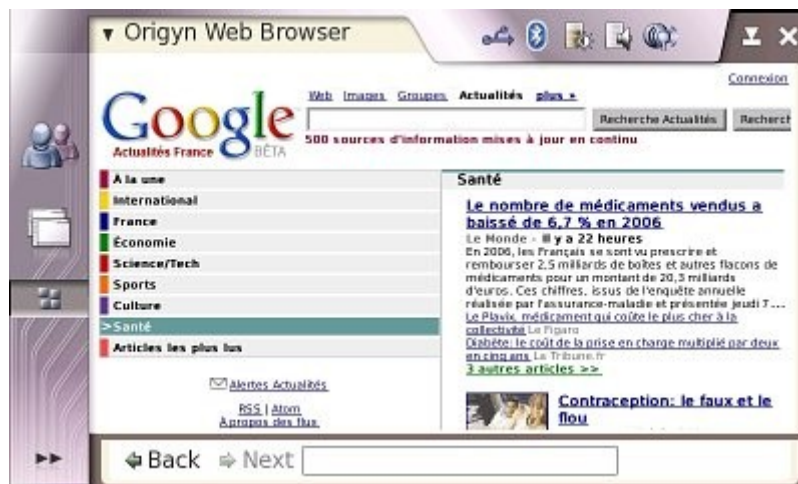 Origyn Web Browser
Connexion
Web Images Groupes Actualités plus »
Google
Actualités France BÊTA
Recherche Actualités Recherch
500 sources d'information mises à jour en continu
À la une
International
France
Économie
Science/Tech
Sports
Culture
>Santé
Articles les plus lus
Alertes Actualités
RSS | Atom
A propos des flux
Santé
Le nombre de médicaments vendus a
baissé de 6,7 % en 2006
Le Monde - Il y a 22 heures
En 2006, les Français se sont vu prescrire et
rembourser 2,5 milliards de boîtes et autres flacons de
médicaments pour un montant de 20,3 milliards
d'euros. Ces chiffres, issus de l'enquête annuelle
réalisée par l'assurance-maladie et présentée jeudi 7...
Le Plavix, médicament qui coûte le plus cher à la
collectivité Le Figaro
Diabète: le coût de la prise en charge multiplié par deux
en cinq ans La Tribune.fr
3 autres articles >>
Contraception: le faux et le
flou
Back Next